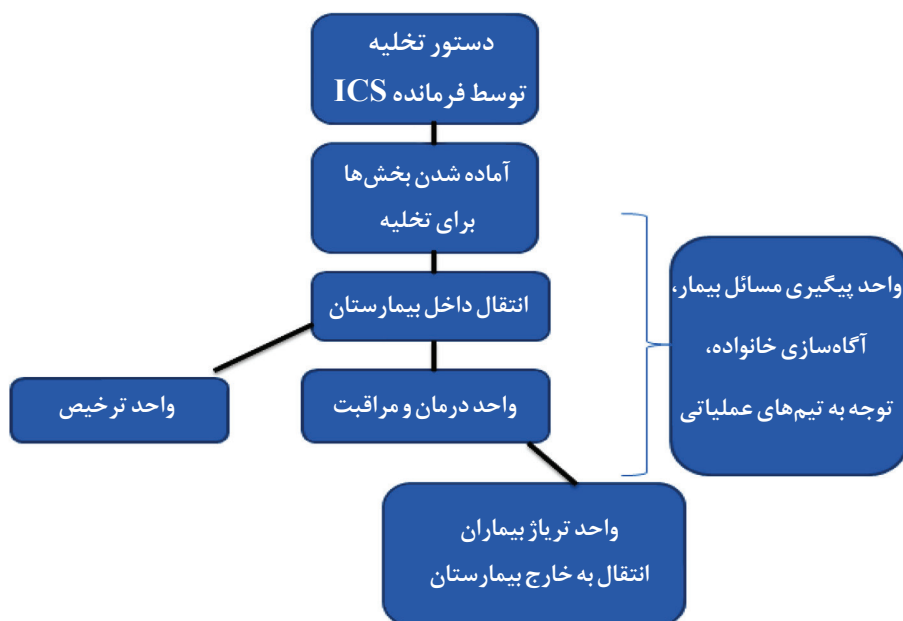 دستور تخلیه
توسط فرمانده ICS
آماده شدن بخش‌ها
برای تخلیه
انتقال داخل بیمارستان
واحد ترخیص
واحد درمان و مراقبت
واحد تریاژ بیماران
انتقال به خارج بیمارستان
واحد پیگیری مسائل بیمار،
آگاه‌سازی خانواده،
توجه به تیم‌های عملیاتی